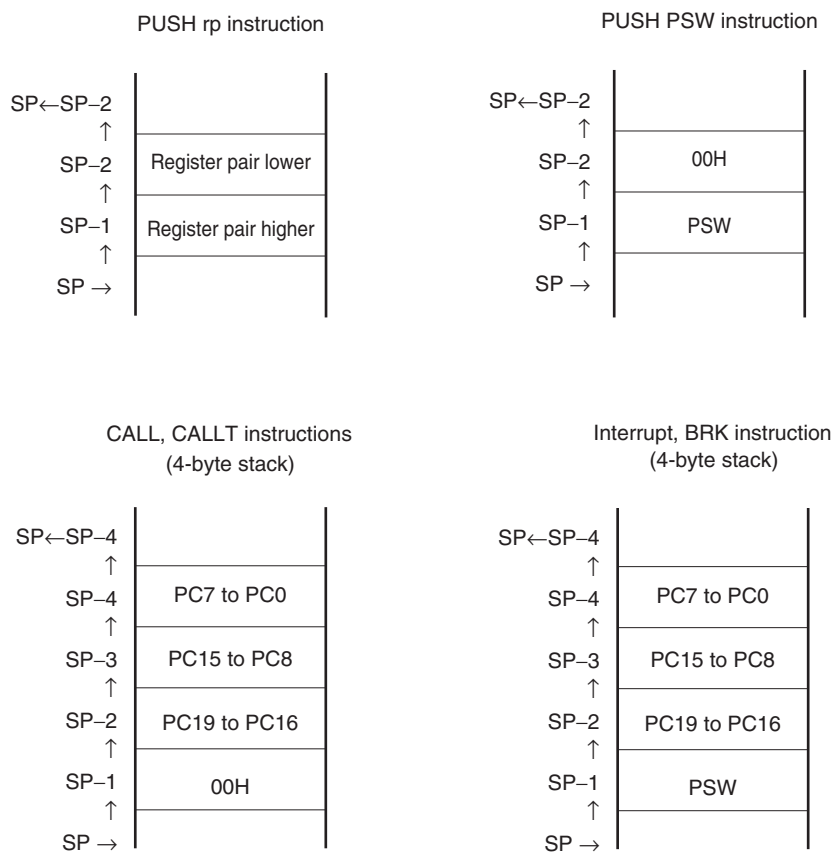 PUSH rp instruction
SP←SP–2
↑
SP–2
Register pair lower
↑
SP–1
Register pair higher
↑
SP →
PUSH PSW instruction
SP←SP–2
↑
SP–2
00H
↑
SP–1
PSW
↑
SP →
CALL, CALLT instructions
(4-byte stack)
SP←SP–4
↑
SP–4
PC7 to PC0
↑
SP–3
PC15 to PC8
↑
SP–2
PC19 to PC16
↑
SP–1
00H
↑
SP →
Interrupt, BRK instruction
(4-byte stack)
SP←SP–4
↑
SP–4
PC7 to PC0
↑
SP–3
PC15 to PC8
↑
SP–2
PC19 to PC16
↑
SP–1
PSW
↑
SP →